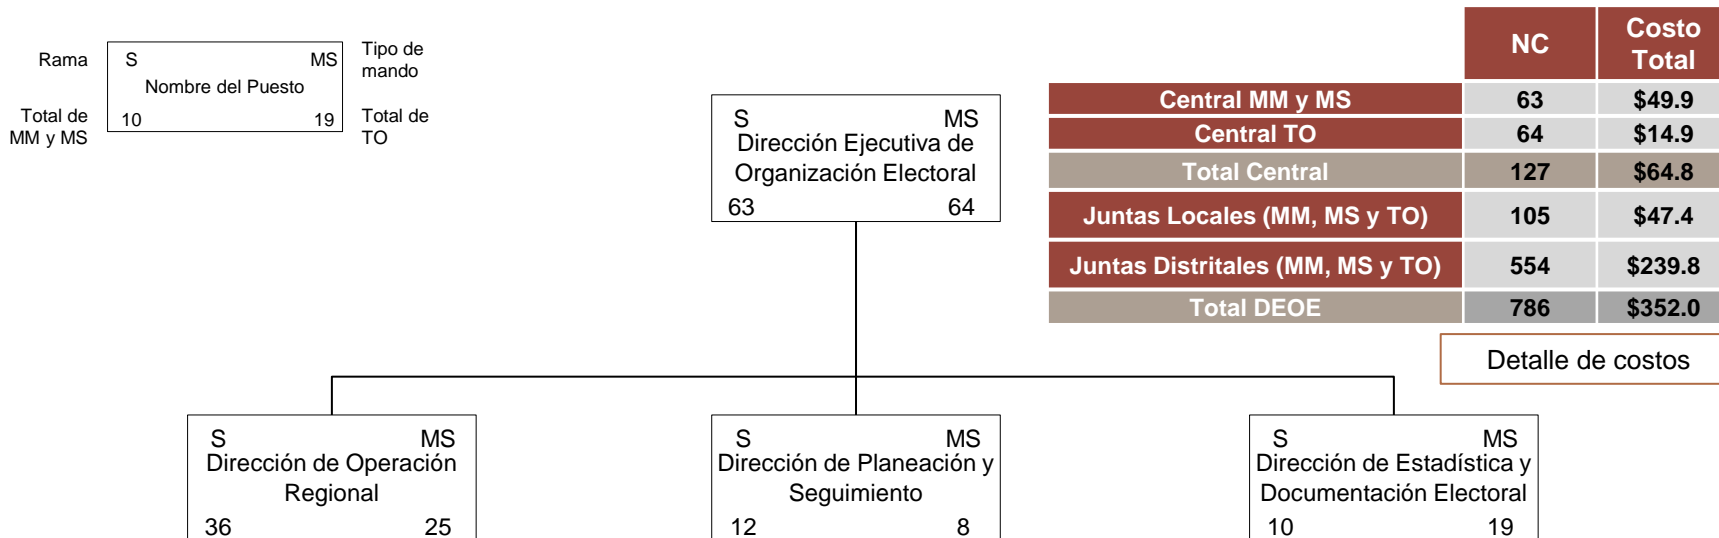 Rama
S MS
Tipo de
mando
Nombre del Puesto
Total de
MM y MS
10 19
Total de
TO
S MS
Dirección Ejecutiva de
Organización Electoral
63 64
NC Costo
Total
Central MM y MS 63 $49.9
Central TO 64 $14.9
Total Central 127 $64.8
Juntas Locales (MM, MS y TO) 105 $47.4
Juntas Distritales (MM, MS y TO) 554 $239.8
Total DEOE 786 $352.0
Detalle de costos
S MS
Dirección de Operación
Regional
36 25
S MS
Dirección de Planeación y
Seguimiento
12 8
S MS
Dirección de Estadística y
Documentación Electoral
10 19